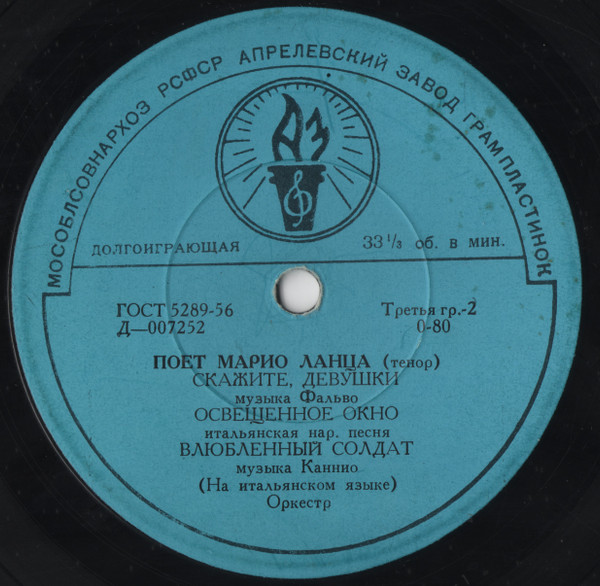 МОСОБЛСОВНАРХОЗ РСФСР АПРЕЛЕВСКИЙ ЗАВОД ГРАМПЛАСТИНОК
АЗ
ДОЛГОИГРАЮЩАЯ 33 1/3 об. в мин.
ГОСТ 5289-56 Третья гр.-2
Д—007252 0-80
ПОЕТ МАРИО ЛАНЦА (тенор)
СКАЖИТЕ, ДЕВУШКИ
музыка Фальво
ОСВЕЩЕННОЕ ОКНО
итальянская нар. песня
ВЛЮБЛЕННЫЙ СОЛДАТ
музыка Каннио
(На итальянском языке)
Оркестр